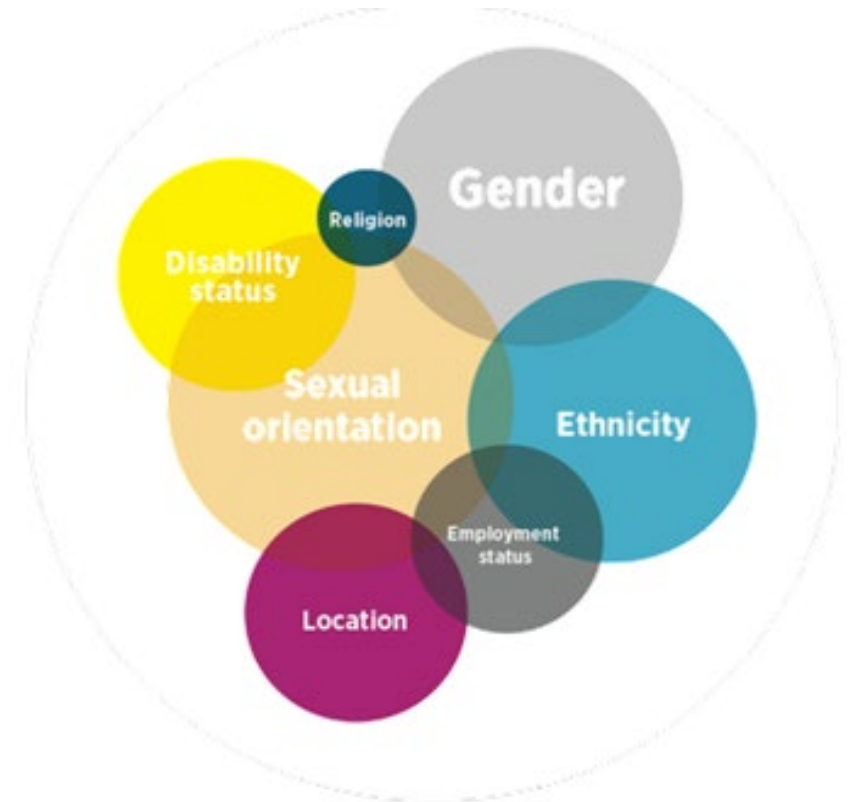 Gender
Religion
Disability
status
Sexual
orientation
Ethnicity
Employment
status
Location